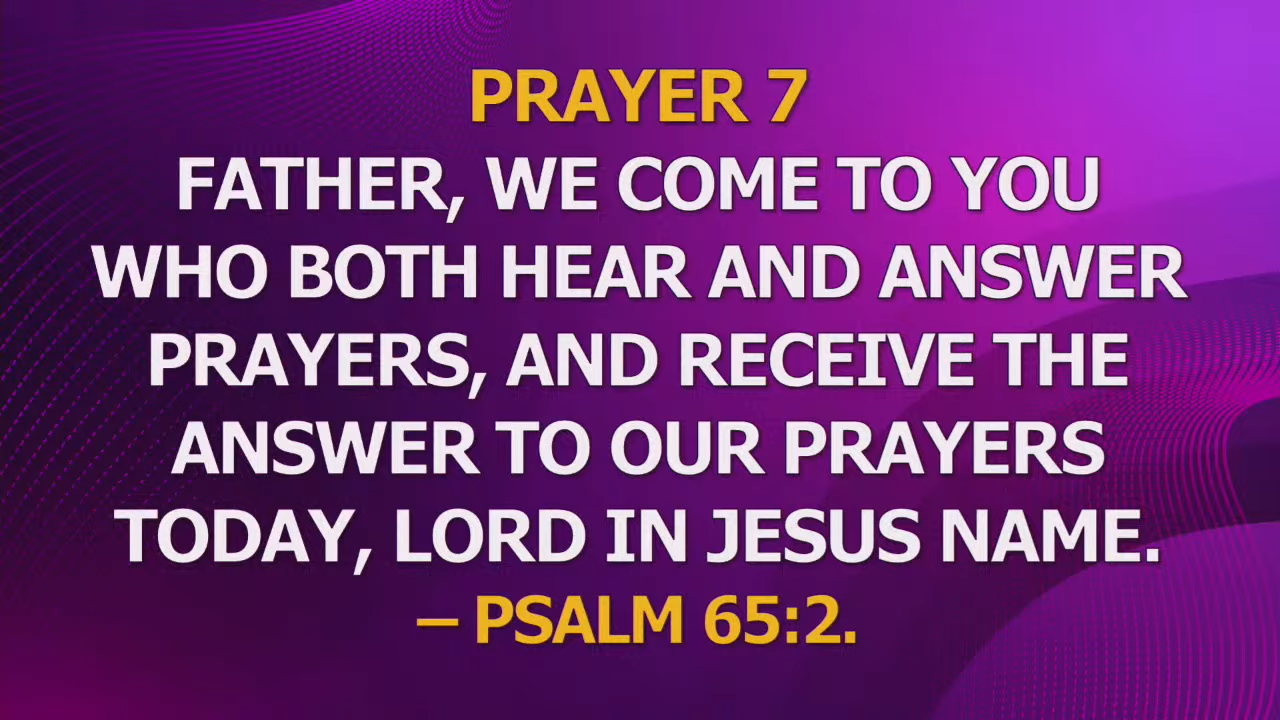 PRAYER 7
FATHER, WE COME TO YOU
WHO BOTH HEAR AND ANSWER
PRAYERS, AND RECEIVE THE
ANSWER TO OUR PRAYERS
TODAY, LORD IN JESUS NAME.
– PSALM 65:2.